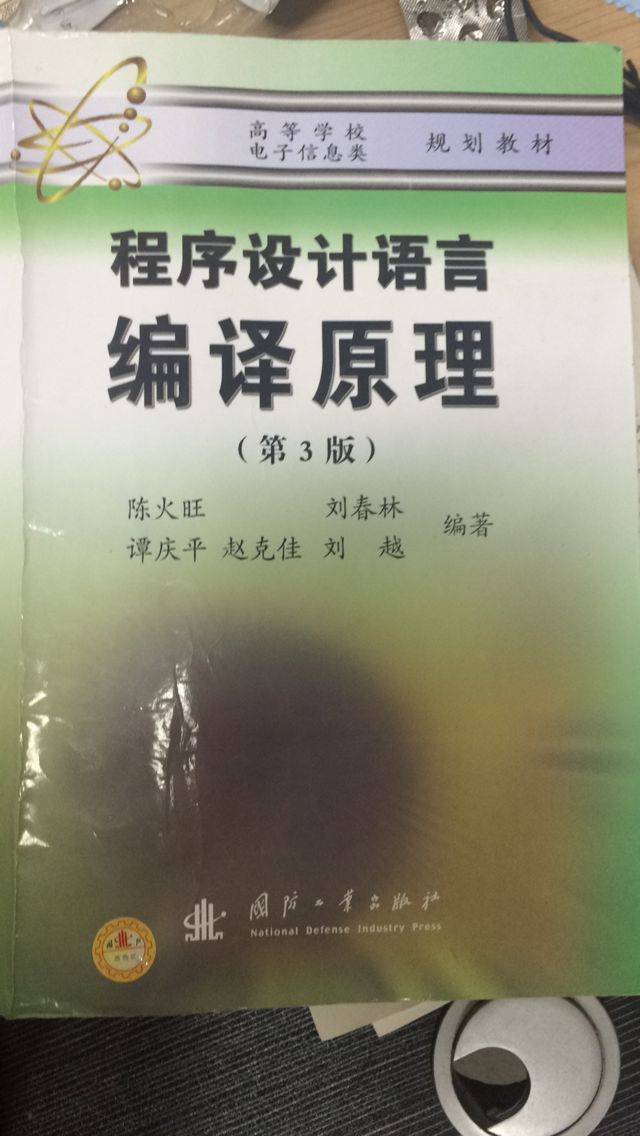 高等学校
电子信息类
规划教材
程序设计语言
编译原理
（第3版）
陈火旺 刘春林
谭庆平 赵克佳 刘越
编著
国防工业出版社
National Defense Industry Press